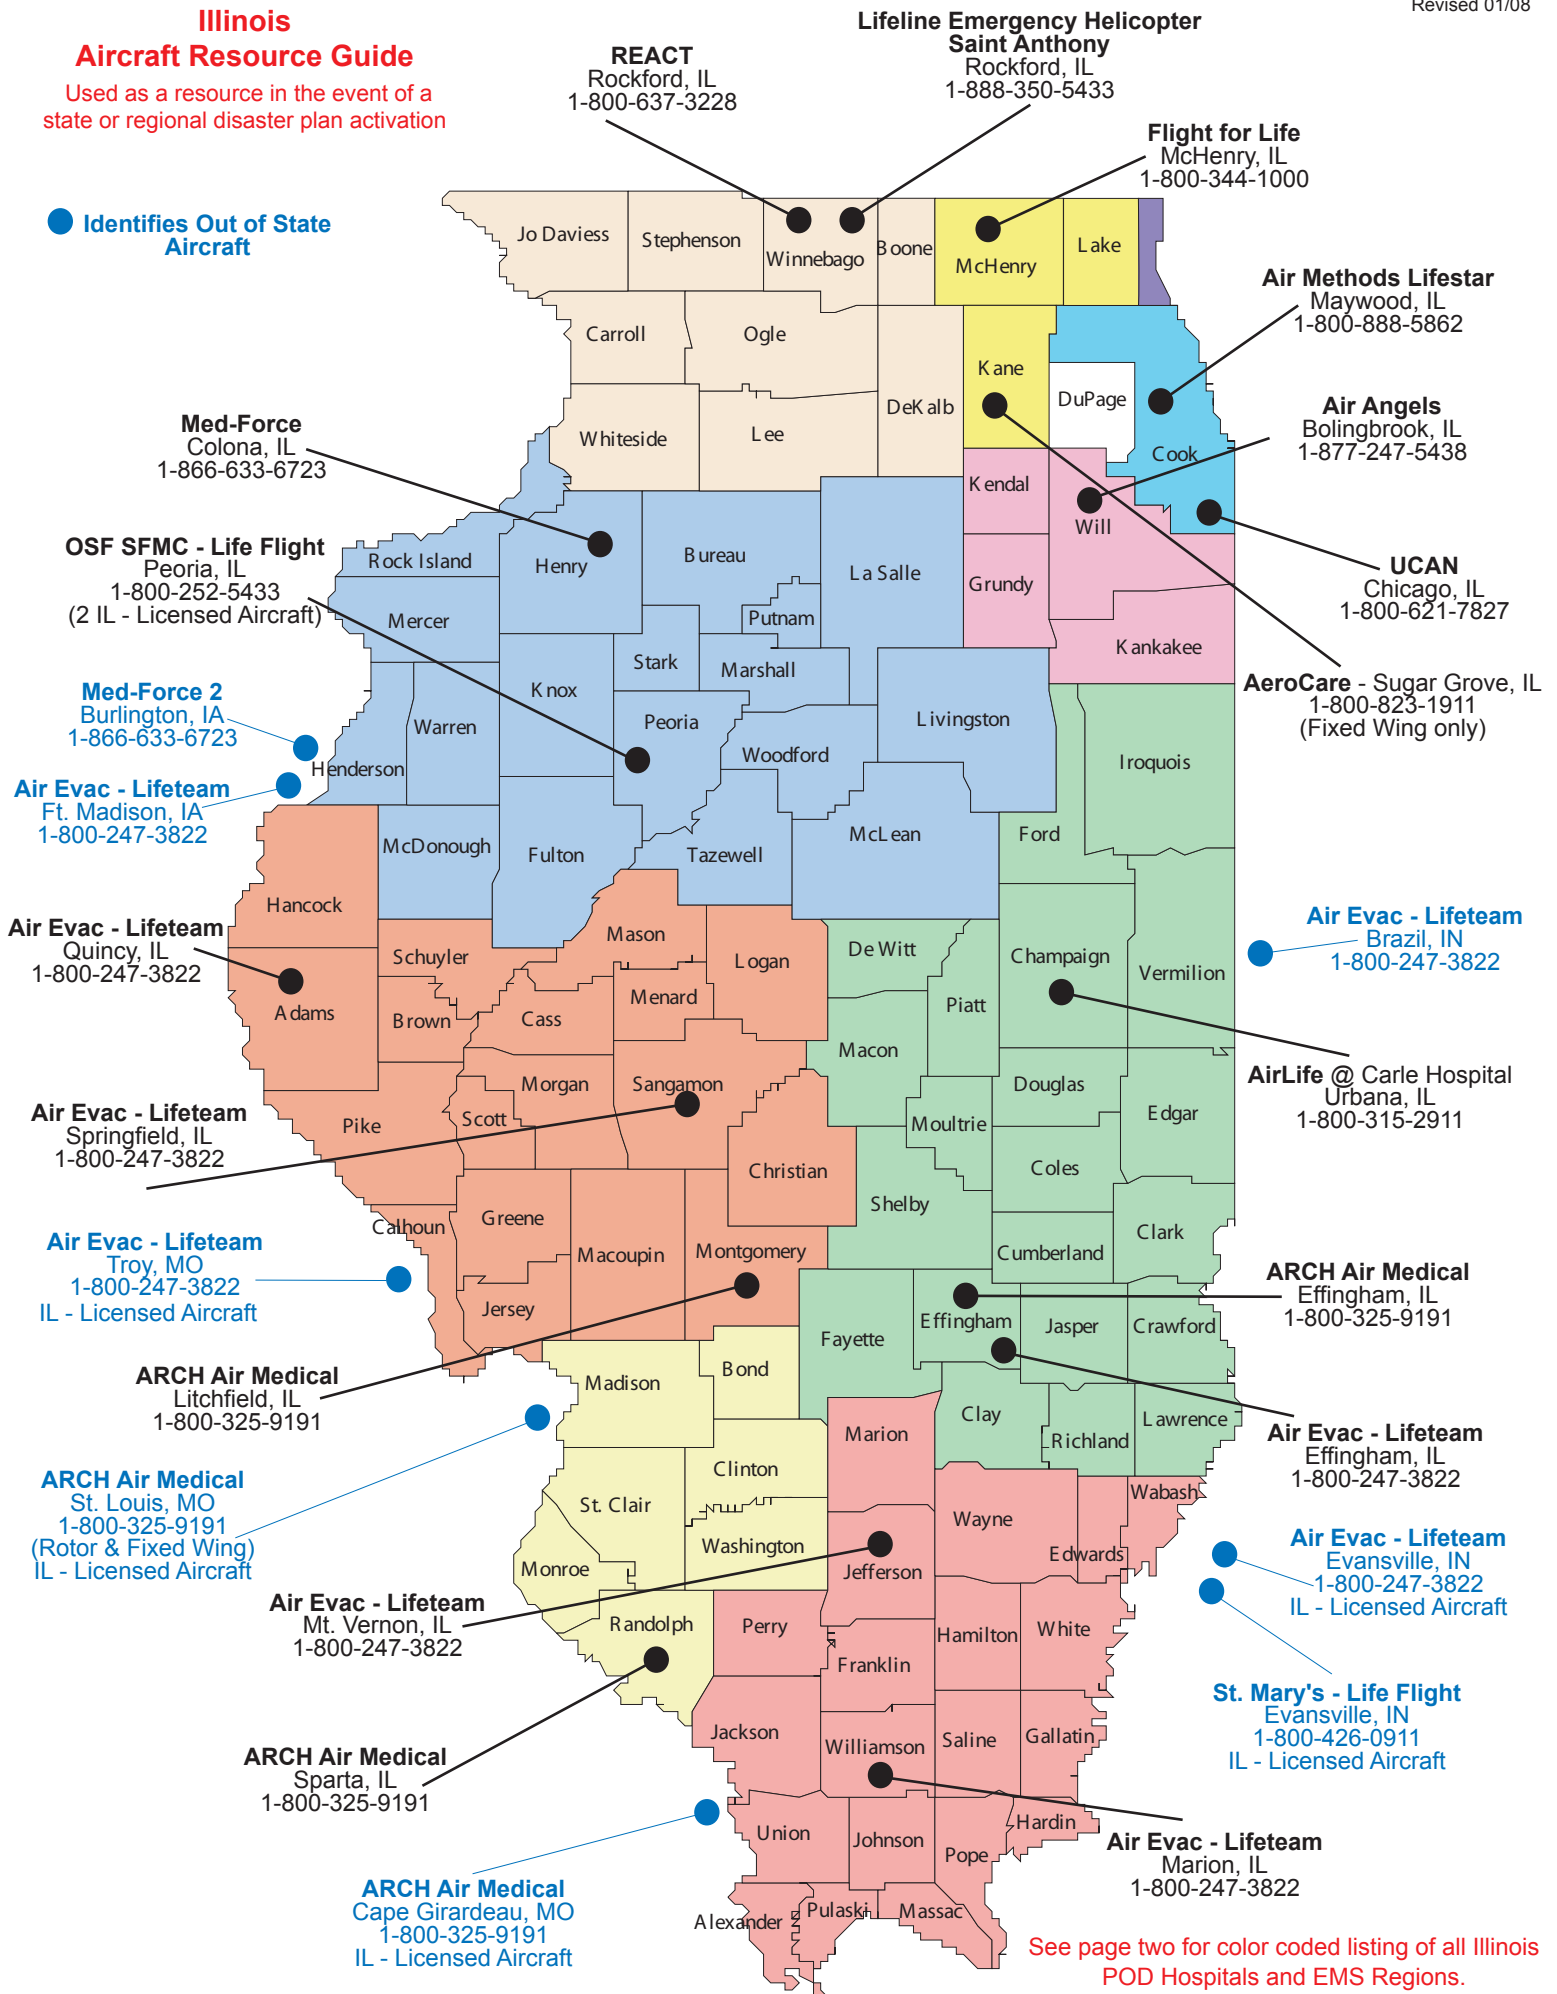 Revised 01/08
Illinois
Aircraft Resource Guide
Used as a resource in the event of a
state or regional disaster plan activation
Identifies Out of State
Aircraft
REACT
Rockford, IL
1-800-637-3228
Lifeline Emergency Helicopter
Saint Anthony
Rockford, IL
1-888-350-5433
Flight for Life
McHenry, IL
1-800-344-1000
Air Methods Lifestar
Maywood, IL
1-800-888-5862
Air Angels
Bolingbrook, IL
1-877-247-5438
UCAN
Chicago, IL
1-800-621-7827
AeroCare - Sugar Grove, IL
1-800-823-1911
(Fixed Wing only)
Air Evac - Lifeteam
Brazil, IN
1-800-247-3822
AirLife @ Carle Hospital
Urbana, IL
1-800-315-2911
ARCH Air Medical
Effingham, IL
1-800-325-9191
Air Evac - Lifeteam
Effingham, IL
1-800-247-3822
Air Evac - Lifeteam
Evansville, IN
1-800-247-3822
IL - Licensed Aircraft
St. Mary's - Life Flight
Evansville, IN
1-800-426-0911
IL - Licensed Aircraft
Air Evac - Lifeteam
Marion, IL
1-800-247-3822
Med-Force
Colona, IL
1-866-633-6723
OSF SFMC - Life Flight
Peoria, IL
1-800-252-5433
(2 IL - Licensed Aircraft)
Med-Force 2
Burlington, IA
1-866-633-6723
Air Evac - Lifeteam
Ft. Madison, IA
1-800-247-3822
Air Evac - Lifeteam
Quincy, IL
1-800-247-3822
Air Evac - Lifeteam
Springfield, IL
1-800-247-3822
Air Evac - Lifeteam
Troy, MO
1-800-247-3822
IL - Licensed Aircraft
ARCH Air Medical
Litchfield, IL
1-800-325-9191
ARCH Air Medical
St. Louis, MO
1-800-325-9191
(Rotor & Fixed Wing)
IL - Licensed Aircraft
Air Evac - Lifeteam
Mt. Vernon, IL
1-800-247-3822
ARCH Air Medical
Sparta, IL
1-800-325-9191
ARCH Air Medical
Cape Girardeau, MO
1-800-325-9191
IL - Licensed Aircraft
Jo Daviess
Stephenson
Winnebago
Boone
McHenry
Lake
Carroll
Ogle
Kane
DuPage
DeKalb
Whiteside
Lee
Cook
Kendal
Will
Rock Island
Henry
Bureau
La Salle
Grundy
Mercer
Putnam
Kankakee
Stark
Marshall
Knox
Peoria
Livingston
Warren
Woodford
Henderson
Iroquois
McDonough
Fulton
Tazewell
McLean
Ford
Hancock
Mason
De Witt
Schuyler
Logan
Champaign
Vermilion
Menard
Piatt
Adams
Brown
Cass
Macon
Morgan
Sangamon
Douglas
Edgar
Pike
Scott
Moultrie
Christian
Coles
Shelby
Calhoun
Greene
Macoupin
Montgomery
Cumberland
Clark
Jersey
Fayette
Effingham
Jasper
Crawford
Madison
Bond
Marion
Clay
Richland
Lawrence
Clinton
St. Clair
Wabash
Wayne
Washington
Edwards
Monroe
Jefferson
Randolph
Perry
Hamilton
White
Franklin
Jackson
Williamson
Saline
Gallatin
Union
Johnson
Hardin
Pope
Alexander
Pulaski
Massac
See page two for color coded listing of all Illinois
POD Hospitals and EMS Regions.